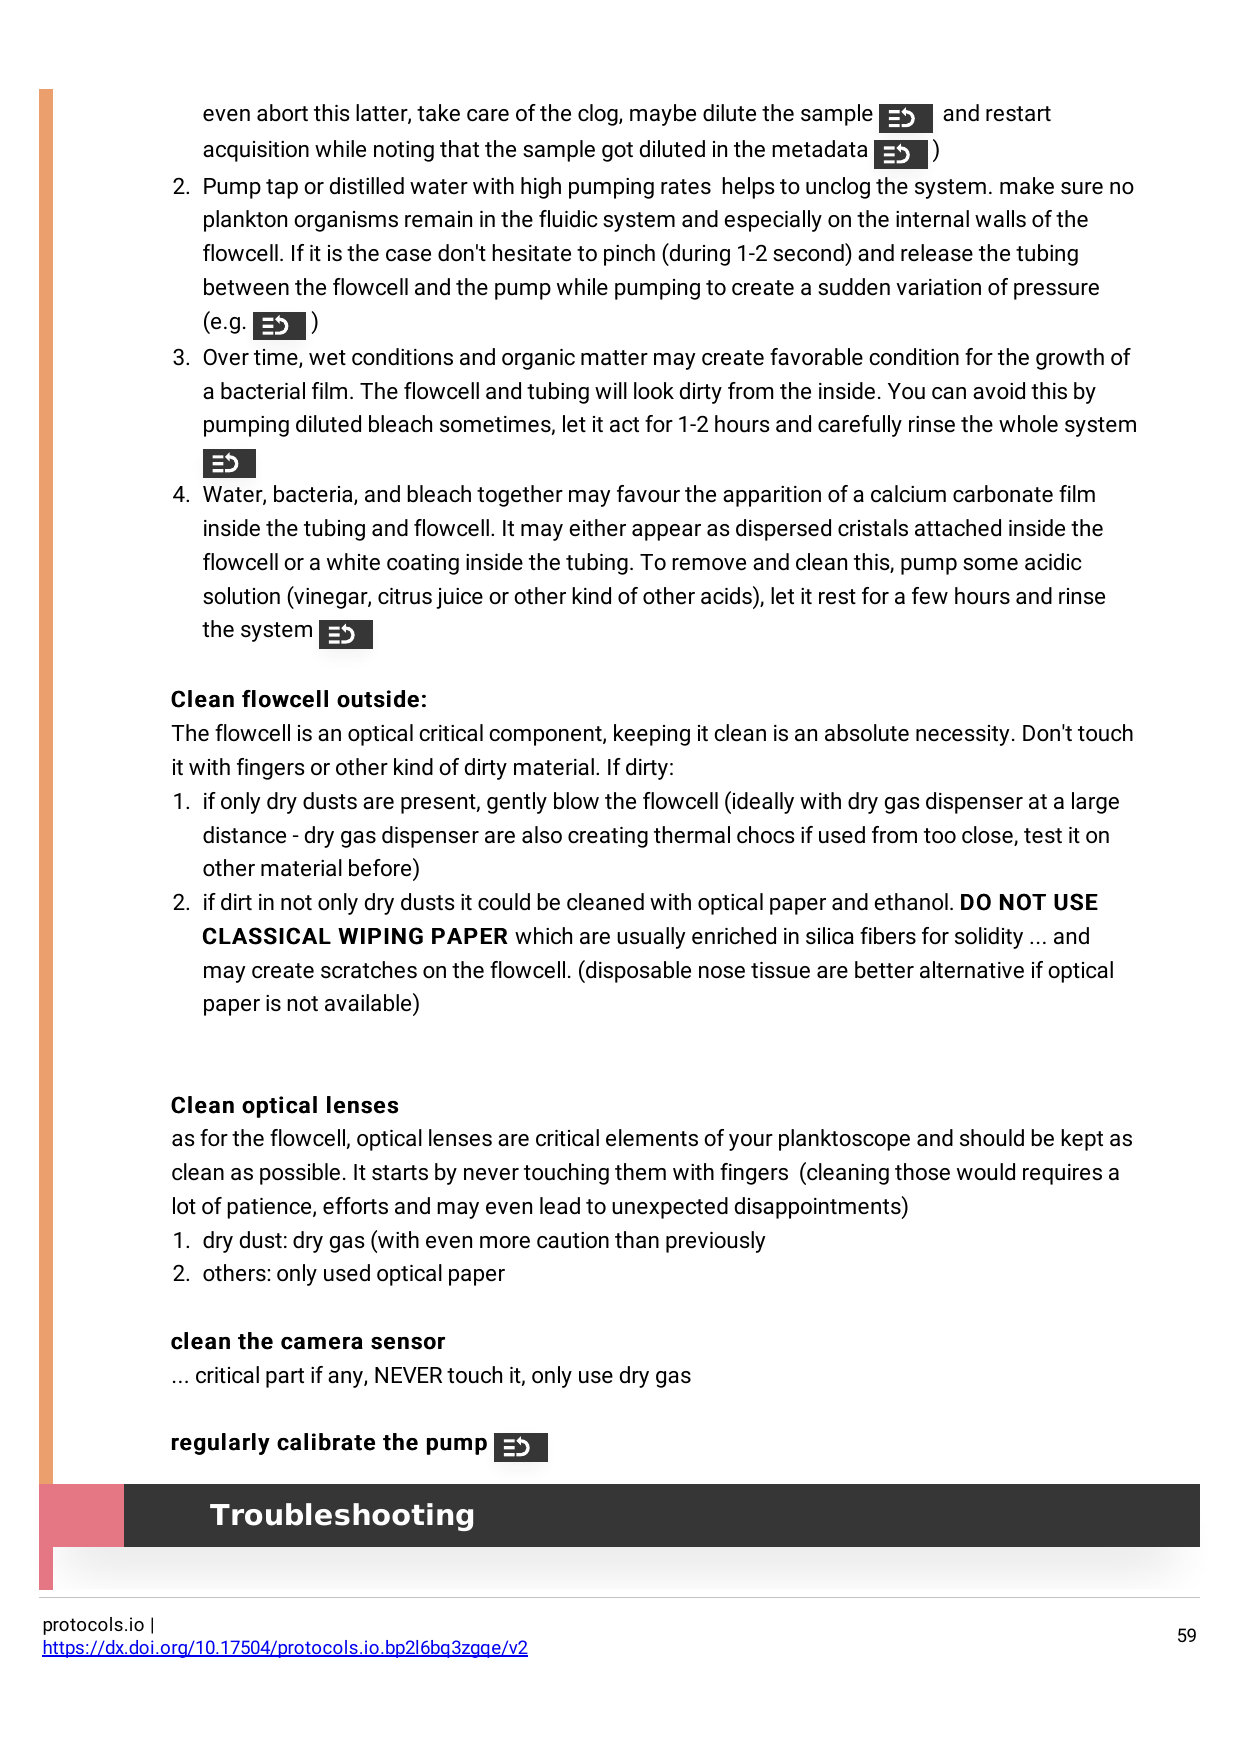 even abort this latter, take care of the clog, maybe dilute the sample and restart
acquisition while noting that the sample got diluted in the metadata )
2. Pump tap or distilled water with high pumping rates  helps to unclog the system. make sure no
plankton organisms remain in the fluidic system and especially on the internal walls of the
flowcell. If it is the case don't hesitate to pinch (during 1-2 second) and release the tubing
between the flowcell and the pump while pumping to create a sudden variation of pressure
(e.g. )
3. Over time, wet conditions and organic matter may create favorable condition for the growth of
a bacterial film. The flowcell and tubing will look dirty from the inside. You can avoid this by
pumping diluted bleach sometimes, let it act for 1-2 hours and carefully rinse the whole system
4. Water, bacteria, and bleach together may favour the apparition of a calcium carbonate film
inside the tubing and flowcell. It may either appear as dispersed cristals attached inside the
flowcell or a white coating inside the tubing. To remove and clean this, pump some acidic
solution (vinegar, citrus juice or other kind of other acids), let it rest for a few hours and rinse
the system
Clean flowcell outside:
The flowcell is an optical critical component, keeping it clean is an absolute necessity. Don't touch
it with fingers or other kind of dirty material. If dirty:
1. if only dry dusts are present, gently blow the flowcell (ideally with dry gas dispenser at a large
distance - dry gas dispenser are also creating thermal chocs if used from too close, test it on
other material before)
2. if dirt in not only dry dusts it could be cleaned with optical paper and ethanol. DO NOT USE
CLASSICAL WIPING PAPER which are usually enriched in silica fibers for solidity ... and
may create scratches on the flowcell. (disposable nose tissue are better alternative if optical
paper is not available)
Clean optical lenses
as for the flowcell, optical lenses are critical elements of your planktoscope and should be kept as
clean as possible. It starts by never touching them with fingers  (cleaning those would requires a
lot of patience, efforts and may even lead to unexpected disappointments)
1. dry dust: dry gas (with even more caution than previously
2. others: only used optical paper
clean the camera sensor
... critical part if any, NEVER touch it, only use dry gas
regularly calibrate the pump
Troubleshooting
protocols.io |
https://dx.doi.org/10.17504/protocols.io.bp2l6bq3zgqe/v2
59